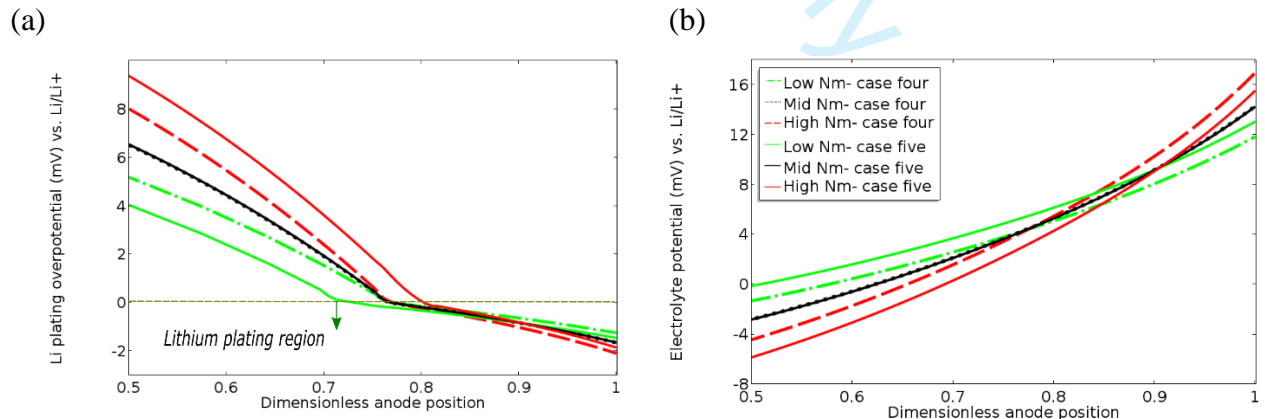 (a)
(b)
Li plating overpotential (mV) vs. Li/Li+
8
6
4
2
0
-2
Lithium plating region
0.5 0.6 0.7 0.8 0.9 1
Dimensionless anode position
Electrolyte potential (mV) vs. Li/Li+
16
12
8
4
0
-4
-8
Low Nm- case four
Mid Nm- case four
High Nm- case four
Low Nm- case five
Mid Nm- case five
High Nm- case five
0.5 0.6 0.7 0.8 0.9 1
Dimensionless anode position